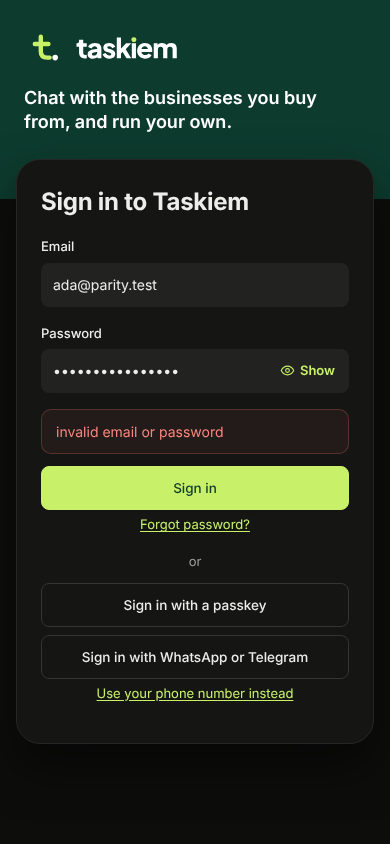 t. taskiem
Chat with the businesses you buy
from, and run your own.
Sign in to Taskiem
Email
ada@parity.test
Password
•••••••••••••••• Show
invalid email or password
Sign in
Forgot password?
or
Sign in with a passkey
Sign in with WhatsApp or Telegram
Use your phone number instead